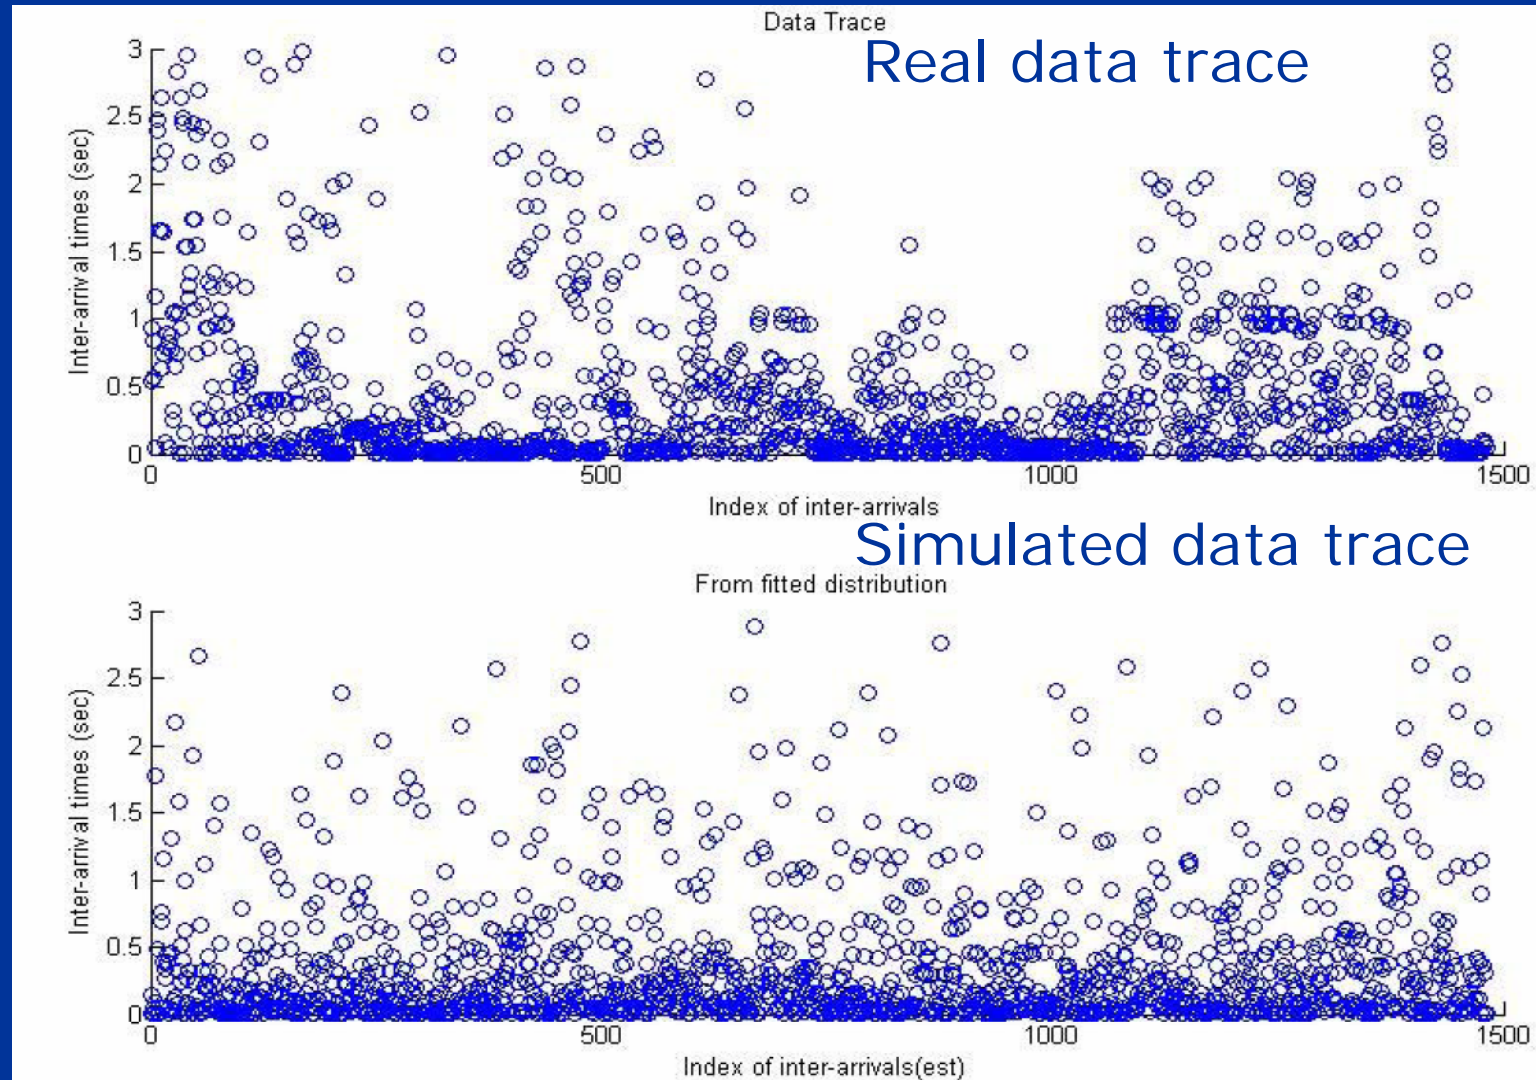 Data Trace
Real data trace
3
2.5
2
1.5
1
0.5
0
Inter-arrival times (sec)
0 500 1000 1500
Index of inter-arrivals
Simulated data trace
From fitted distribution
3
2.5
2
1.5
1
0.5
0
Inter-arrival times (sec)
0 500 1000 1500
Index of inter-arrivals(est)